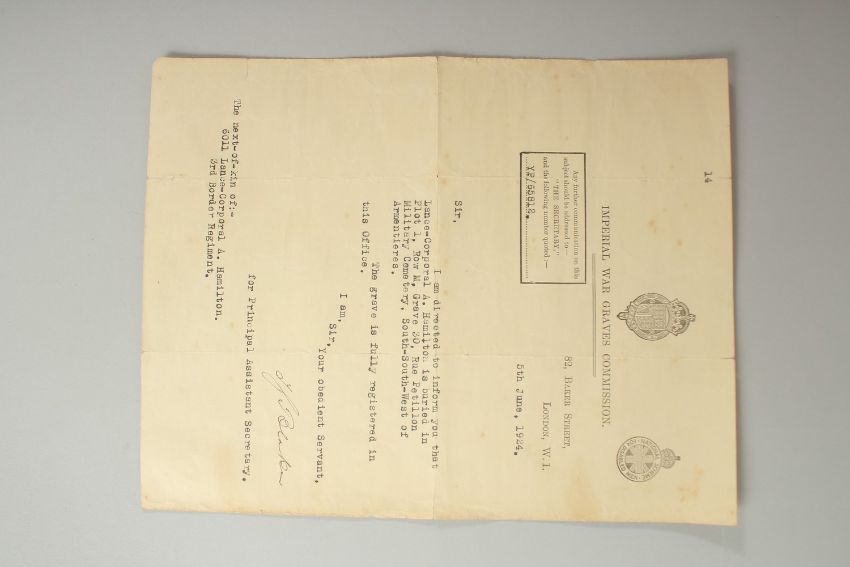 14
IMPERIAL WAR GRAVES COMMISSION.
Any further communication on this
subject should be addressed to—
"THE SECRETARY,"
and the following number quoted:—
82, BAKER STREET,
LONDON, W.1.
5th June, 1924.
Sir,
I am directed to inform you that
Lance-Corporal A. Hamilton is buried in
Plot 1, Row M, Grave 30, Rue Petillon
Military Cemetery, South-South-West of
Armentieres.
The grave is fully registered in
this Office.
I am,
Sir,
Your obedient Servant,
for Principal Assistant Secretary.
The next-of-kin of:-
6011 Lance-Corporal A. Hamilton.
3rd Border Regiment.